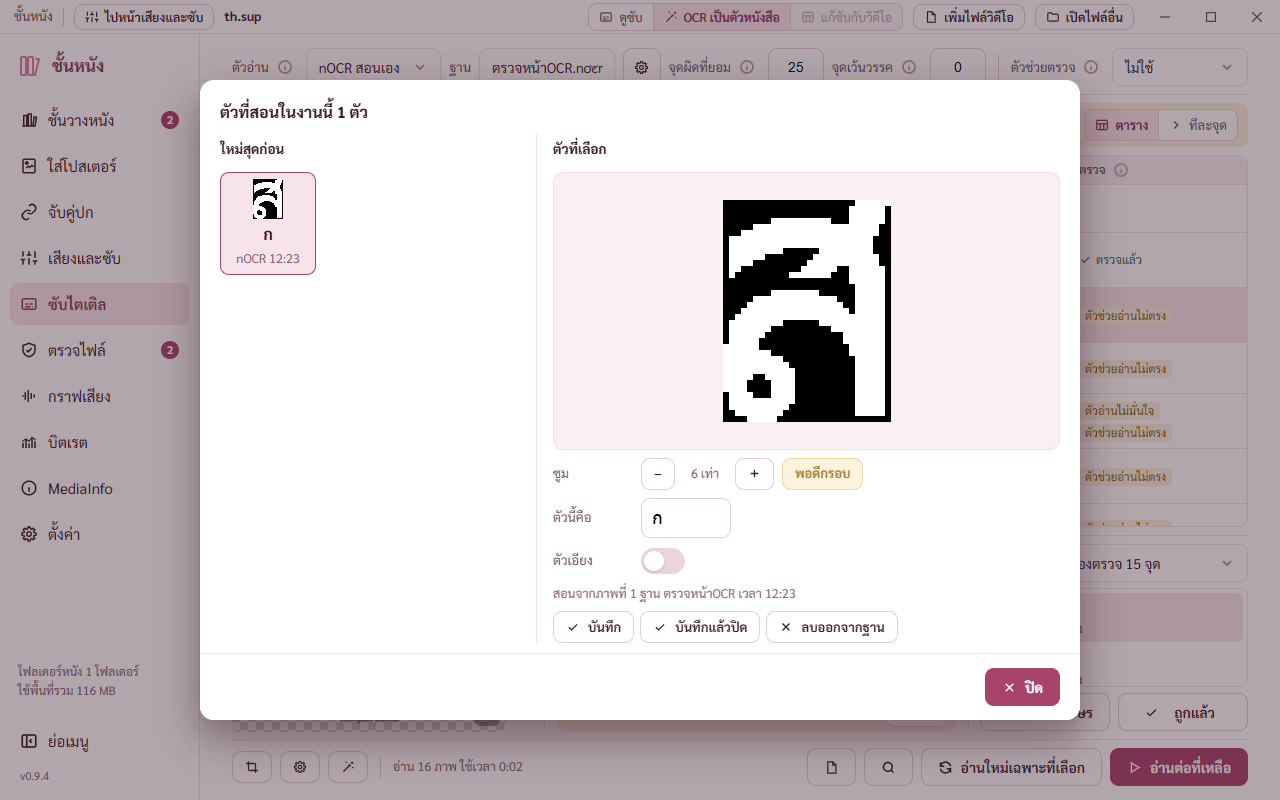 ชั้นหนัง
ไปหน้าเสียงและซับ
th.sup
ดูซับ
OCR เป็นตัวหนังสือ
แก้ซับกับวิดีโอ
เพิ่มไฟล์วิดีโอ
เปิดไฟล์อื่น
ชั้นหนัง
ตัวอ่าน
nOCR สอนเอง
ฐาน
ตรวจหน้าOCR.nocr
จุดผิดที่ยอม
25
จุดเว้นวรรค
0
ตัวช่วยตรวจ
ไม่ใช้
ชั้นวางหนัง
2
ใส่โปสเตอร์
จับคู่ปก
เสียงและซับ
ซับไตเติล
ตรวจไฟล์
2
กราฟเสียง
บิตเรต
MediaInfo
ตั้งค่า
โฟลเดอร์หนัง 1 โฟลเดอร์
ใช้พื้นที่รวม 116 MB
ย่อเมนู
v0.9.4
ตัวที่สอนในงานนี้ 1 ตัว
ใหม่สุดก่อน
ก
nOCR 12:23
ตัวที่เลือก
ส
ซูม
−
6 เท่า
+
พอดีกรอบ
ตัวนี้คือ
ก
ตัวเอียง
สอนจากภาพที่ 1 ฐาน ตรวจหน้าOCR เวลา 12:23
บันทึก
บันทึกแล้วปิด
ลบออกจากฐาน
ปิด
ตาราง
ทีละจุด
ตรวจ
ตรวจแล้ว
ตัวช่วยอ่านไม่ตรง
ตัวช่วยอ่านไม่ตรง
ตัวอ่านไม่มั่นใจ
ตัวช่วยอ่านไม่ตรง
ตัวช่วยอ่านไม่ตรง
องตรวจ 15 จุด
ถูกแล้ว
อ่าน 16 ภาพ ใช้เวลา 0:02
อ่านใหม่เฉพาะที่เลือก
อ่านต่อที่เหลือ